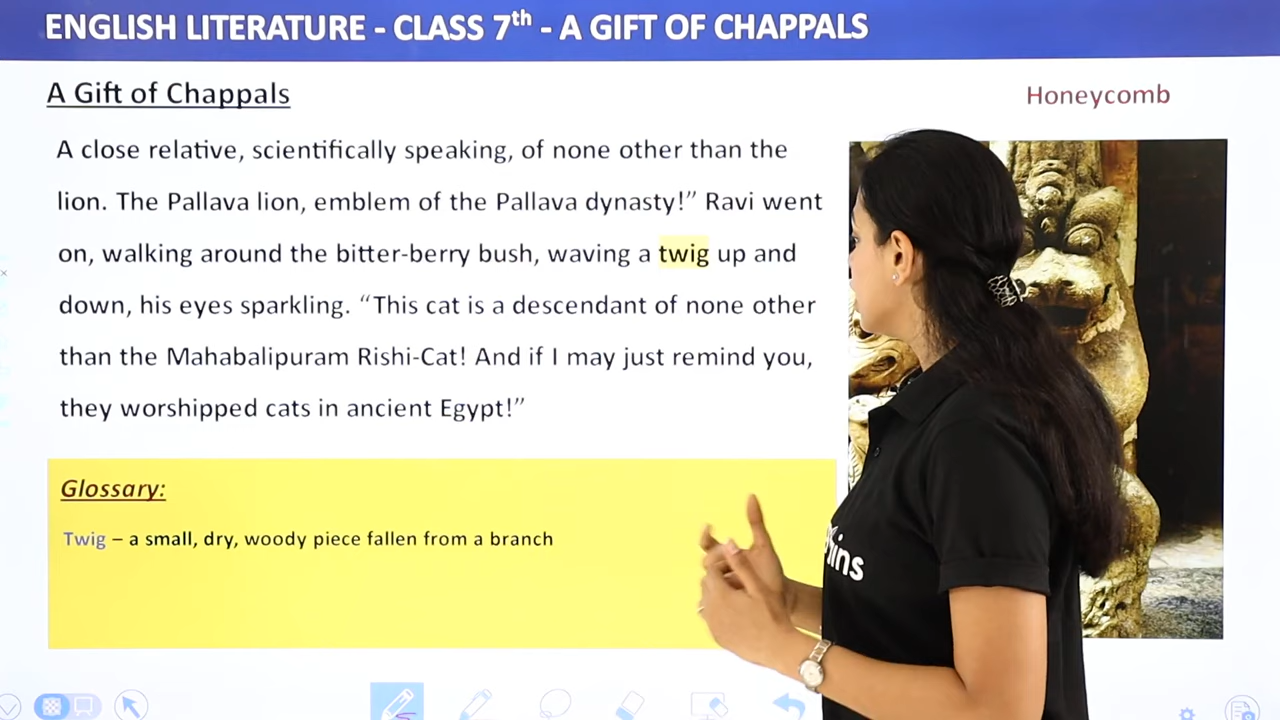 ENGLISH LITERATURE - CLASS 7th - A GIFT OF CHAPPALS
A Gift of Chappals
Honeycomb
A close relative, scientifically speaking, of none other than the
lion. The Pallava lion, emblem of the Pallava dynasty!” Ravi went
on, walking around the bitter-berry bush, waving a twig up and
down, his eyes sparkling. “This cat is a descendant of none other
than the Mahabalipuram Rishi-Cat! And if I may just remind you,
they worshipped cats in ancient Egypt!”
Glossary:
Twig – a small, dry, woody piece fallen from a branch